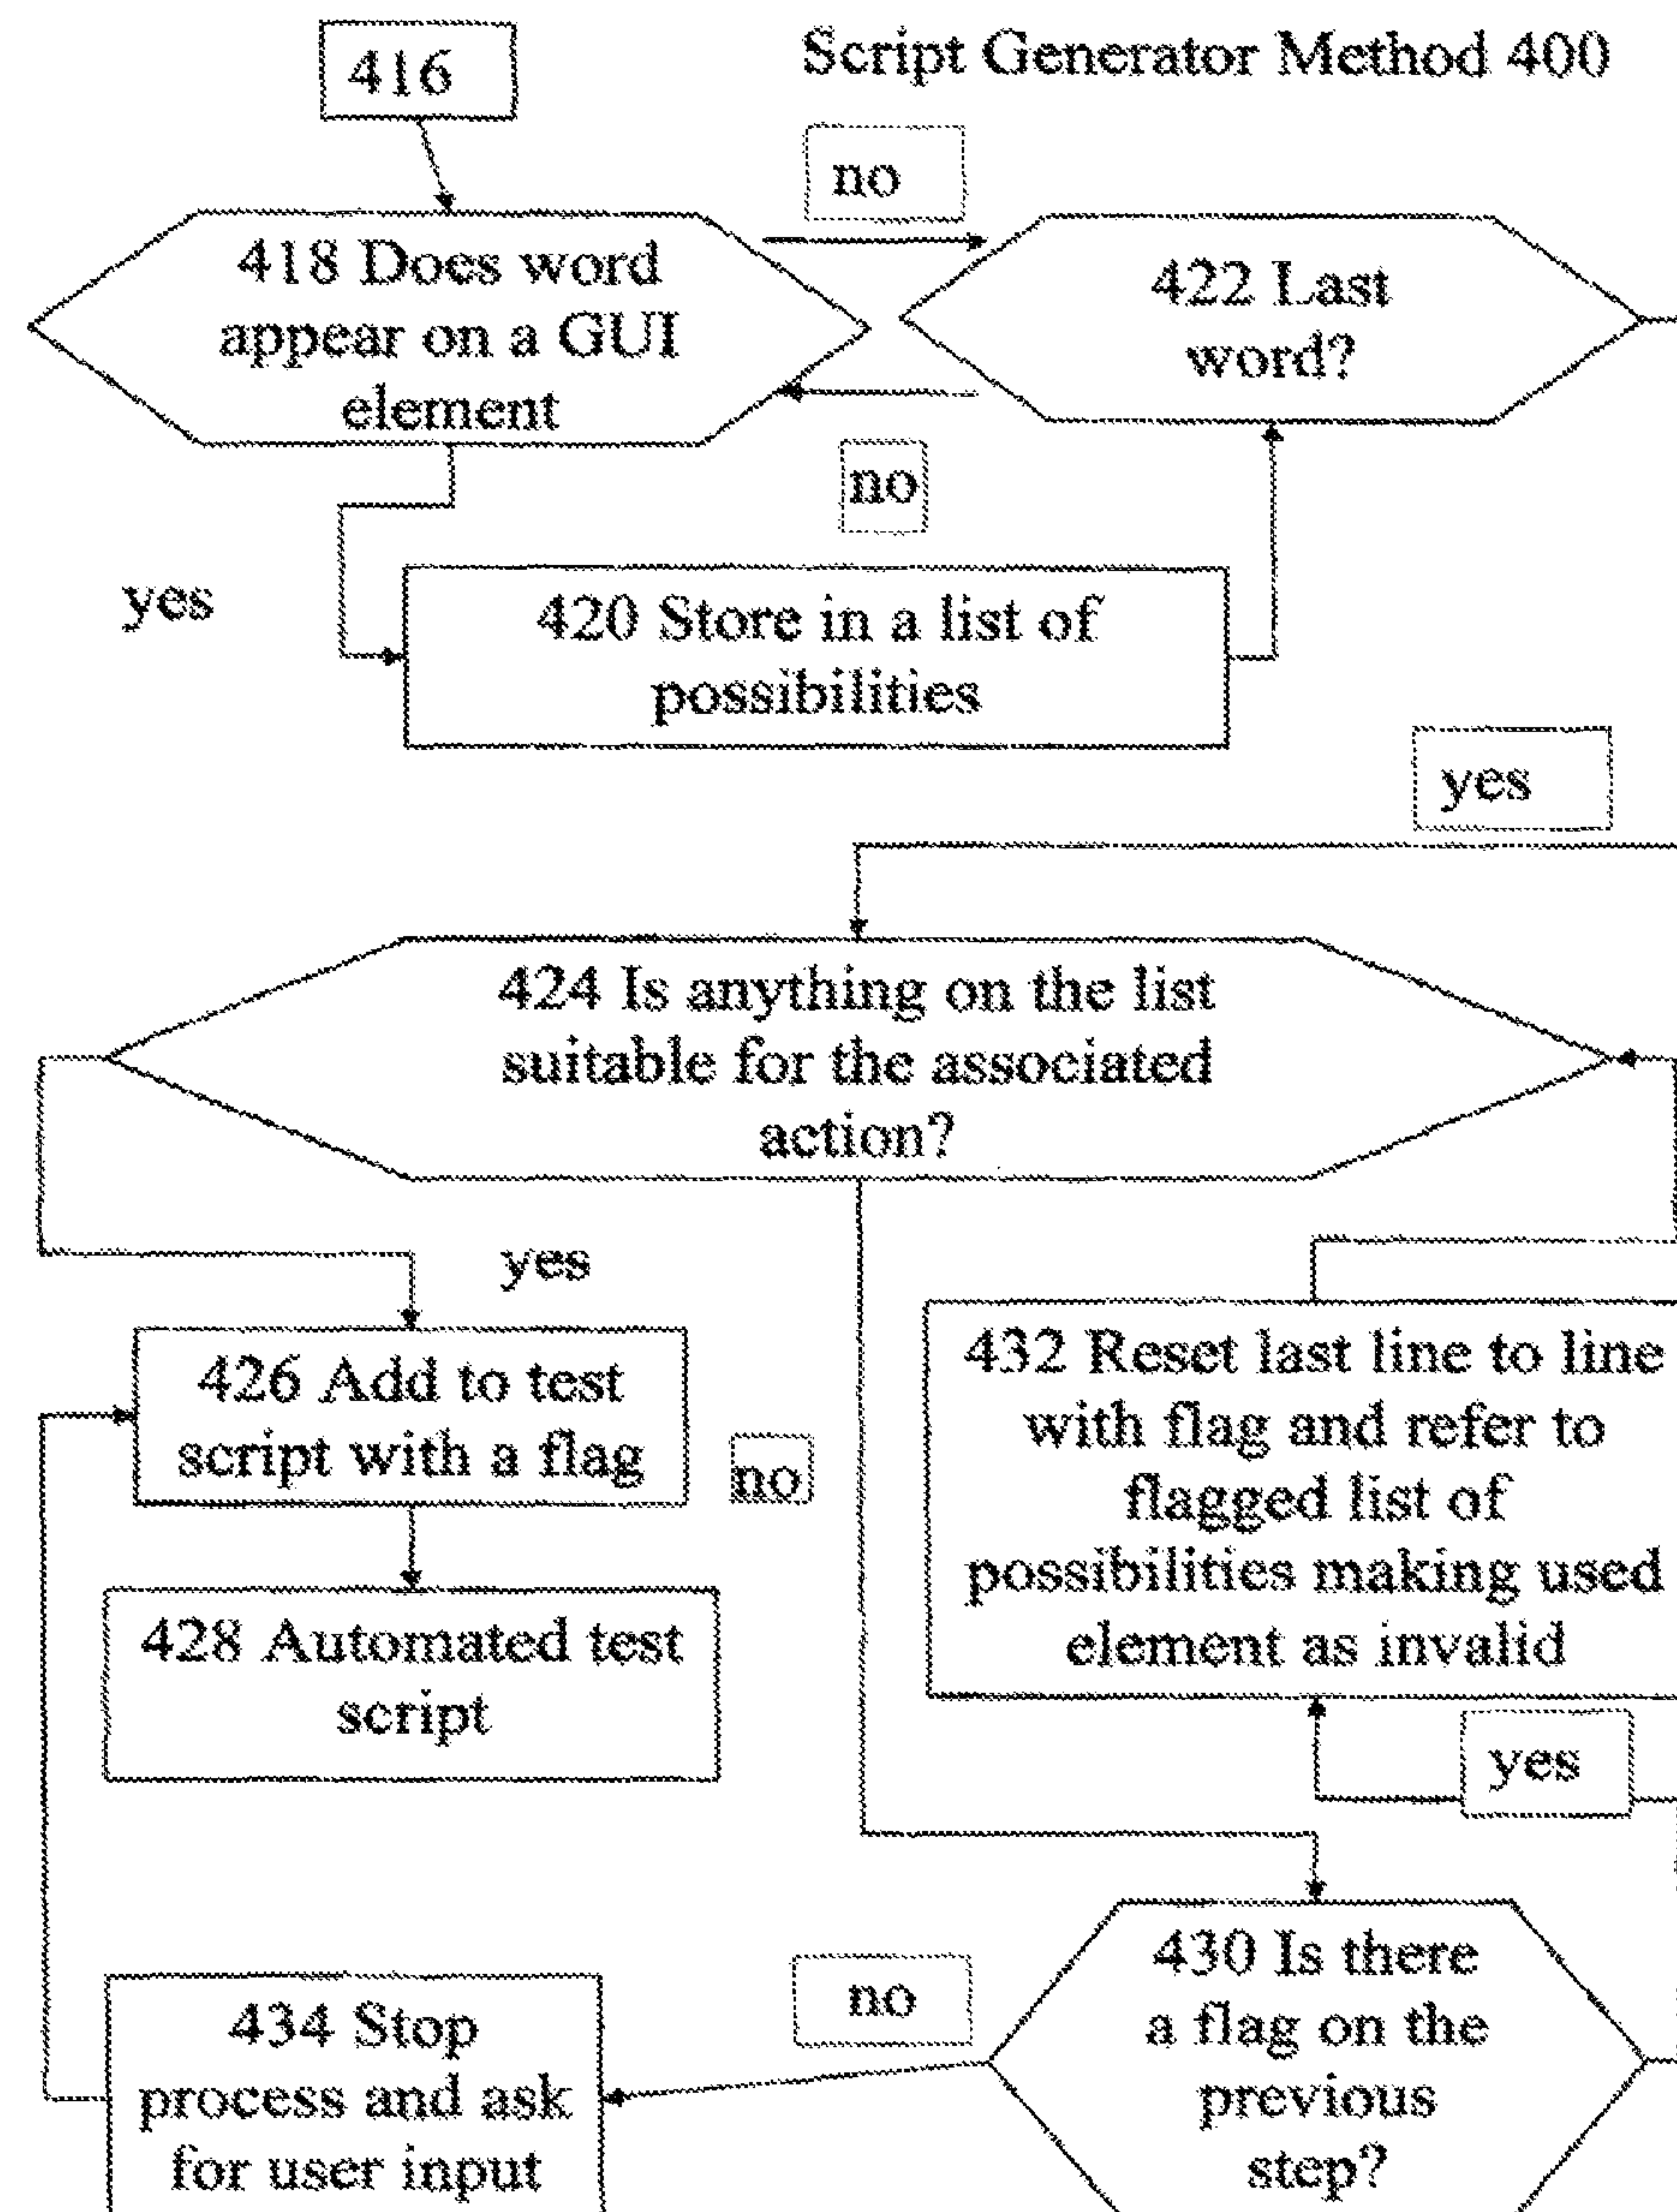 416
Script Generator Method 400
no
418 Does word
appear on a GUI
element
422 Last
word?
no
yes
420 Store in a list of
possibilities
yes
424 Is anything on the list
suitable for the associated
action?
yes
426 Add to test
script with a flag
no
432 Reset last line to line
with flag and refer to
flagged list of
possibilities making used
element as invalid
428 Automated test
script
yes
430 Is there
a flag on the
previous
step?
no
434 Stop
process and ask
for user input